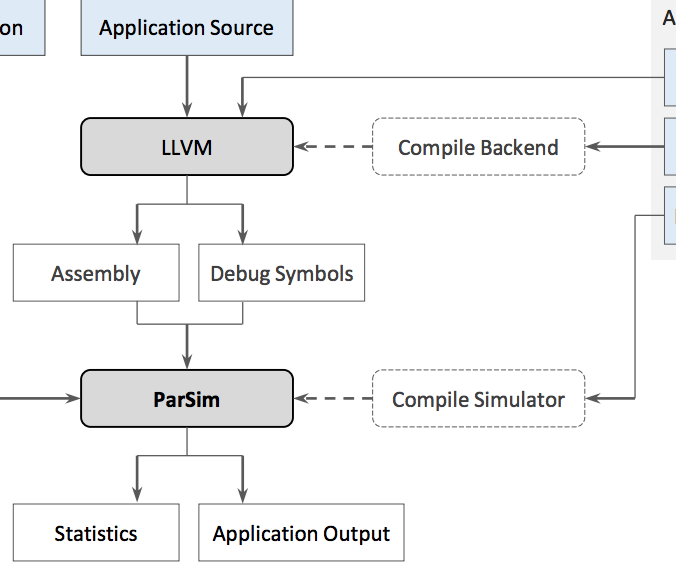 on
Application Source
A
LLVM
Compile Backend
Assembly
Debug Symbols
ParSim
Compile Simulator
Statistics
Application Output